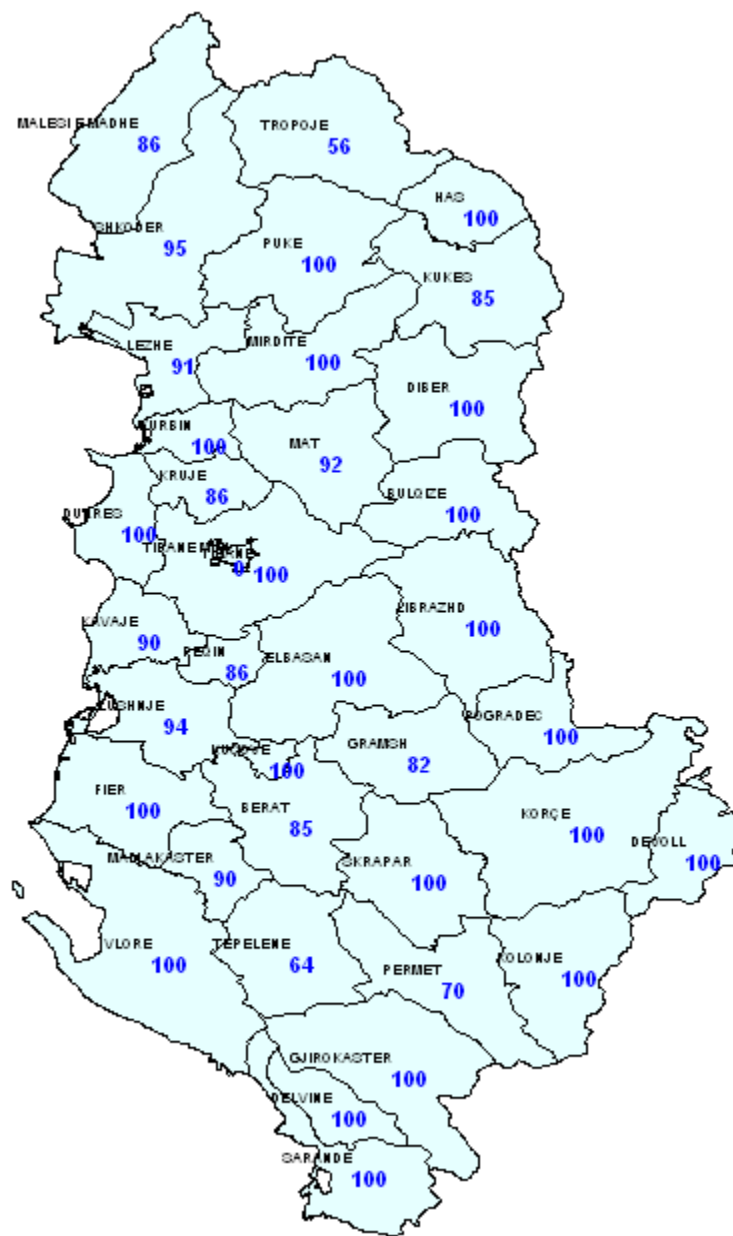 MALESI E MADHE
86
TROPOJE
56
HAS
100
SHKODER
95
PUKE
100
KUKES
85
LEZHE
91
MIRDITE
100
DIBER
100
KURBIN
100
MAT
92
KRUJE
86
BULQIZE
100
DURRES
100
0
100
KAVAJE
90
PEQIN
86
ELBASAN
100
LIBRAZHD
100
LUSHNJE
94
POGRADEC
100
KUÇOVE
100
GRAMSH
82
FIER
100
BERAT
85
KORÇE
100
DEVOLL
100
MALLAKASTER
90
SKRAPAR
100
VLORE
100
TEPELENE
64
PERMET
70
KOLONJE
100
GJIROKASTER
100
DELVINE
100
SARANDE
100